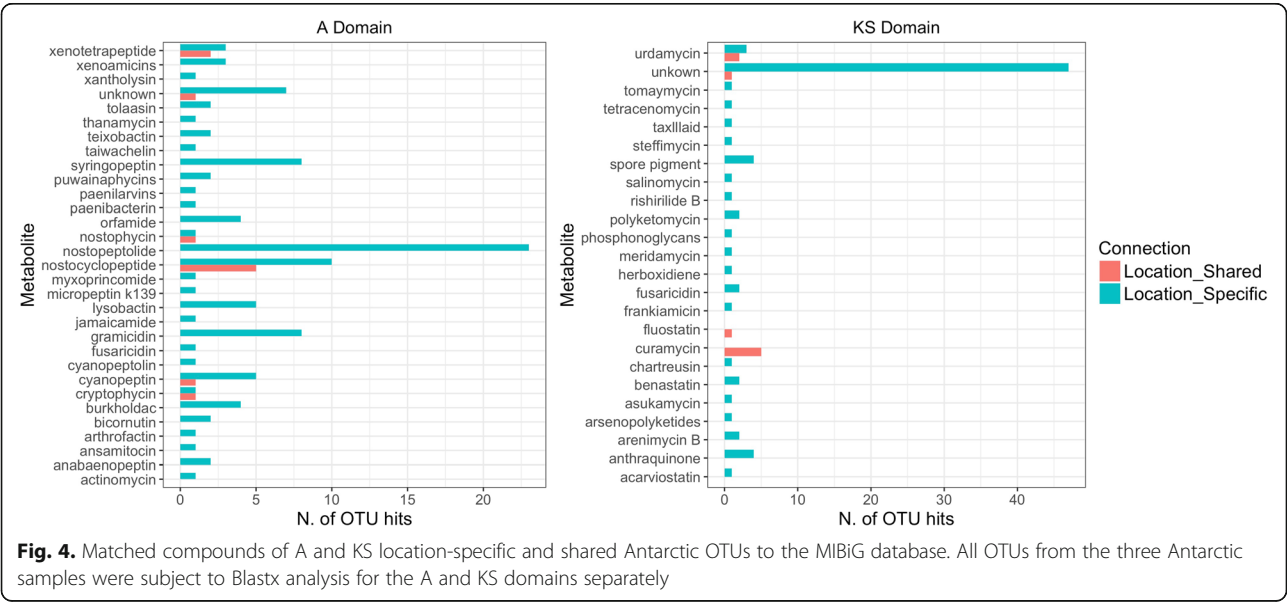 A Domain
Metabolite
xenotetrapeptide
xenoamicins
xantholysin
unknown
tolaasin
thanamycin
teixobactin
taiwachelin
syringopeptin
puwainaphycins
paenilarvins
paenibacterin
orfamide
nostophycin
nostopeptolide
nostocyclopeptide
myxoprincomide
micropeptin k139
lysobactin
jamaicamide
gramicidin
fusaricidin
cyanopeptolin
cyanopeptin
cryptophycin
burkholdac
bicornutin
arthrofactin
ansamitocin
anabaenopeptin
actinomycin
0 5 10 15 20
N. of OTU hits
KS Domain
Metabolite
urdamycin
unkown
tomaymycin
tetracenomycin
taxlllaid
steffimycin
spore pigment
salinomycin
rishirilide B
polyketomycin
phosphonoglycans
meridamycin
herboxidiene
fusaricidin
frankiamicin
fluostatin
curamycin
chartreusin
benastatin
asukamycin
arsenopolyketides
arenimycin B
anthraquinone
acarviostatin
0 10 20 30 40
N. of OTU hits
Connection
Location_Shared
Location_Specific
Fig. 4. Matched compounds of A and KS location-specific and shared Antarctic OTUs to the MIBiG database. All OTUs from the three Antarctic
samples were subject to Blastx analysis for the A and KS domains separately